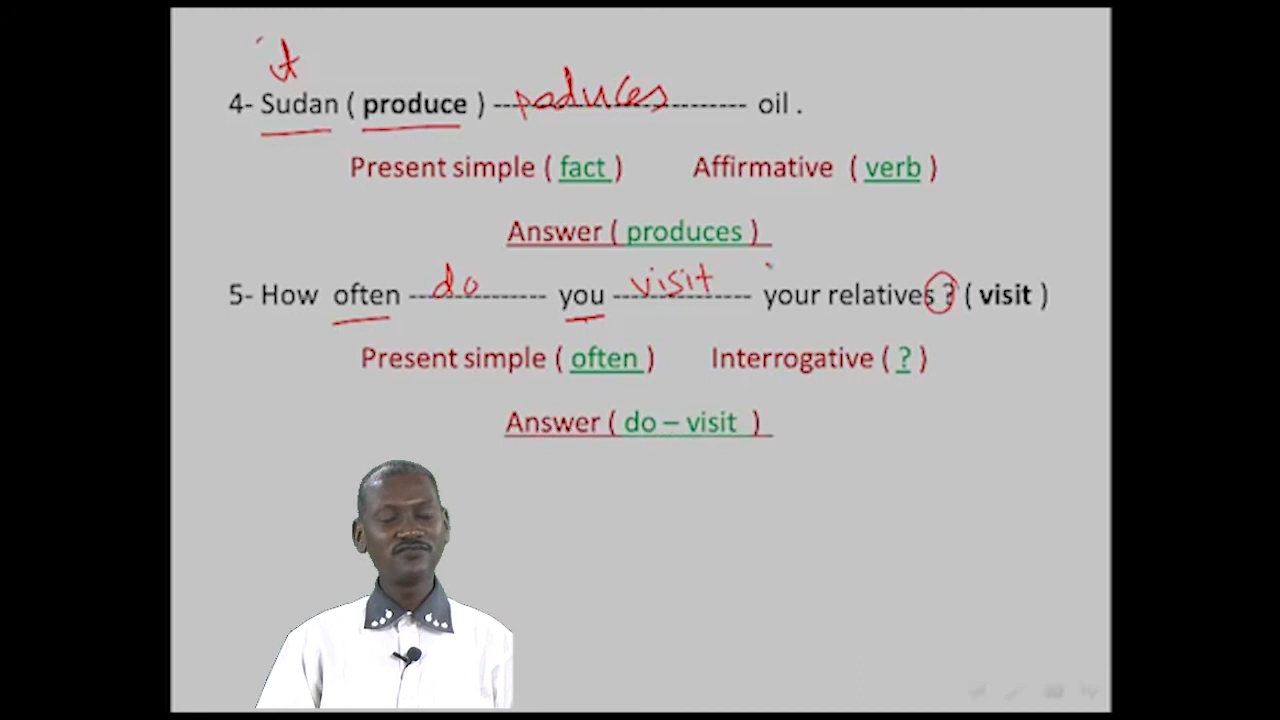 it
4- Sudan ( produce ) --- poduces --- oil .
Present simple ( fact ) Affirmative ( verb )
Answer ( produces )
5- How often --- do --- you --- visit --- your relatives ? ( visit )
Present simple ( often ) Interrogative ( ? )
Answer ( do – visit )